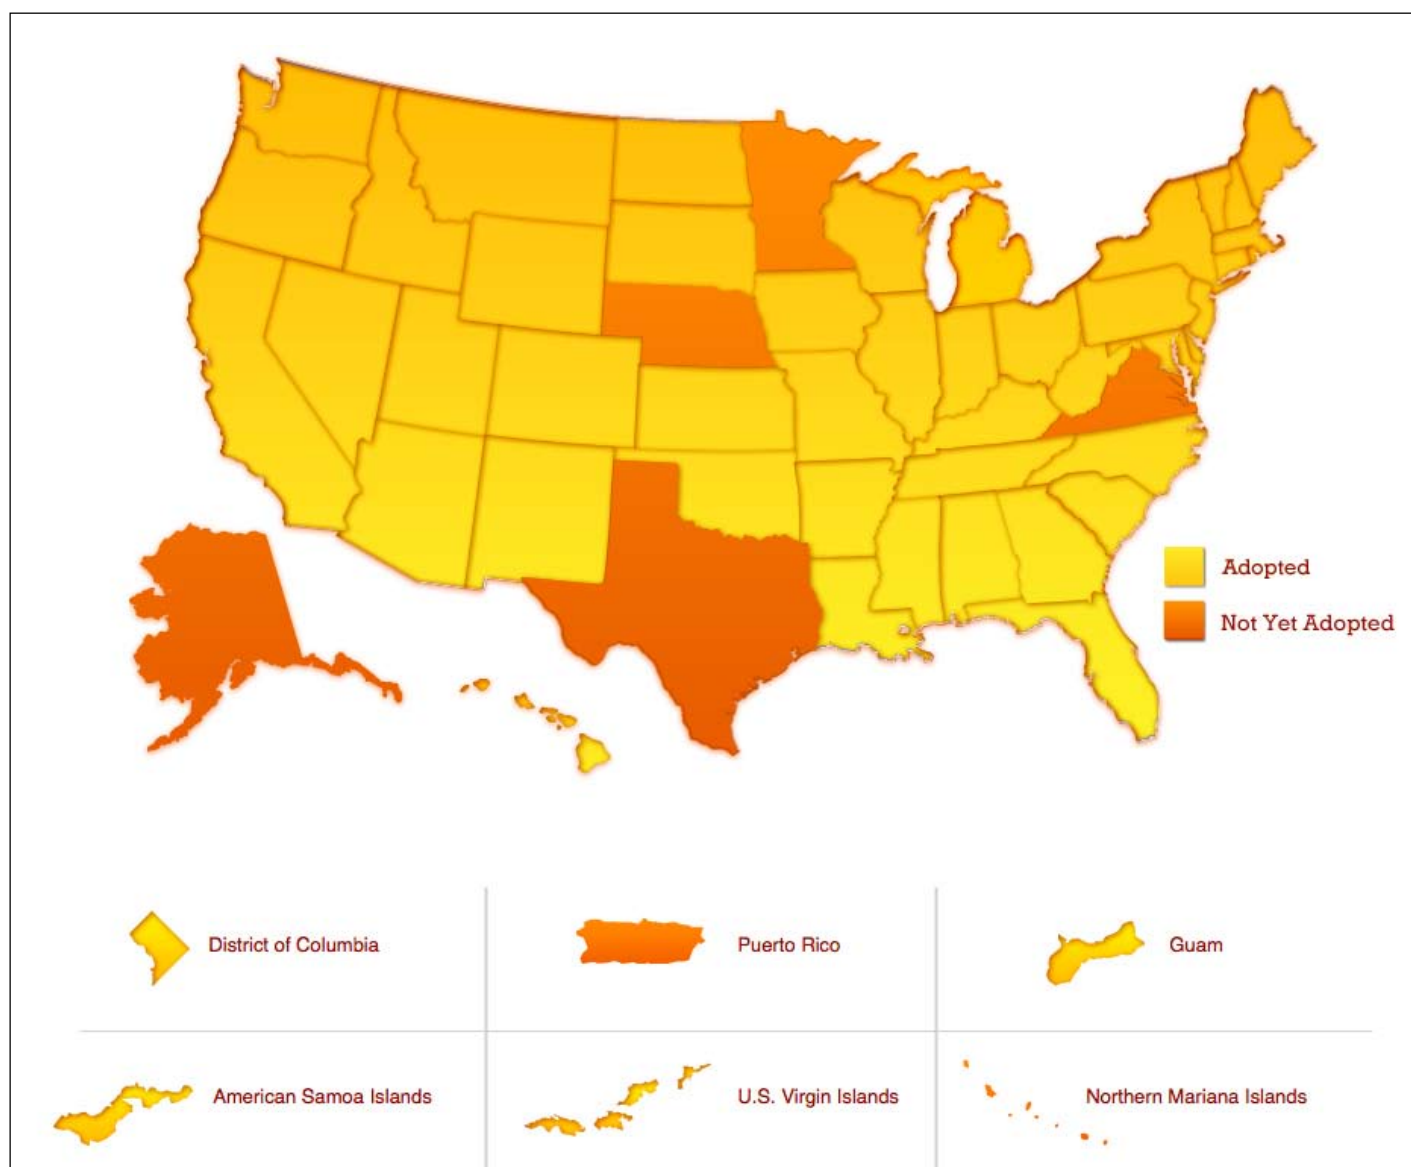 Adopted
Not Yet Adopted
District of Columbia
Puerto Rico
Guam
American Samoa Islands
U.S. Virgin Islands
Northern Mariana Islands